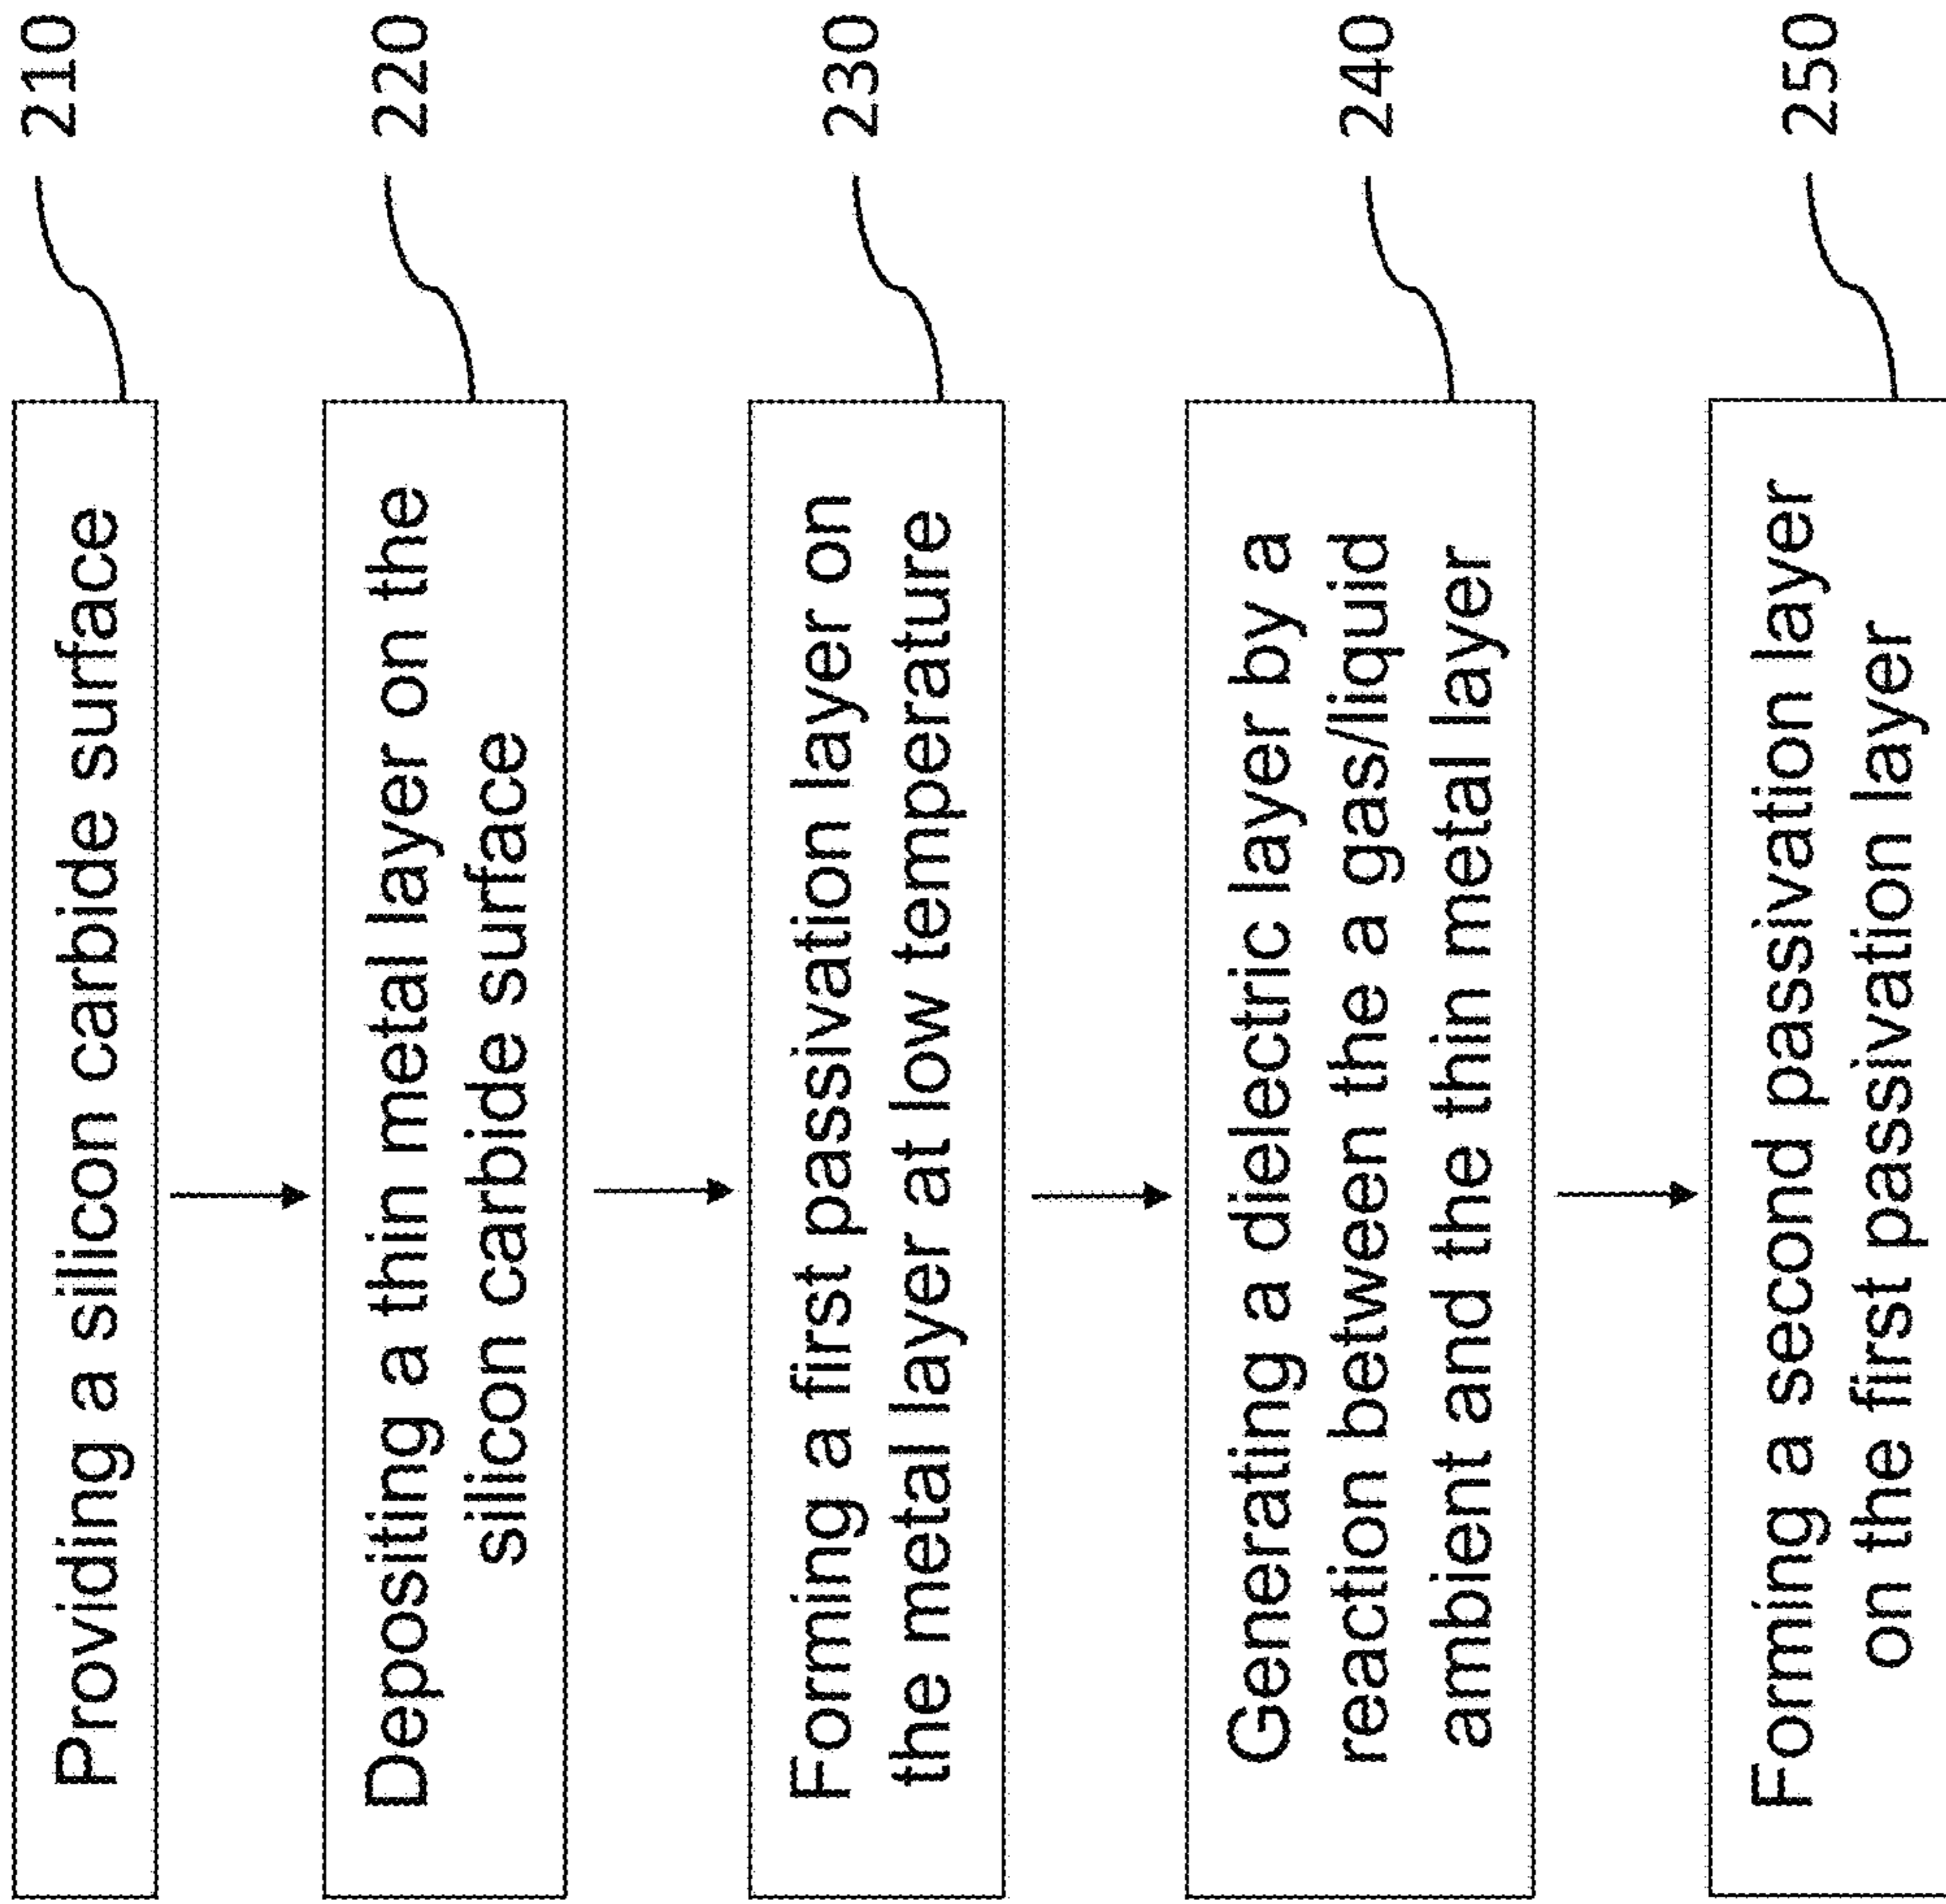 Providing a silicon carbide surface
210
Depositing a thin metal layer on the
silicon carbide surface
220
Forming a first passivation layer on
the metal layer at low temperature
230
Generating a dielectric layer by a
reaction between the a gas/liquid
ambient and the thin metal layer
240
Forming a second passivation layer
on the first passivation layer
250